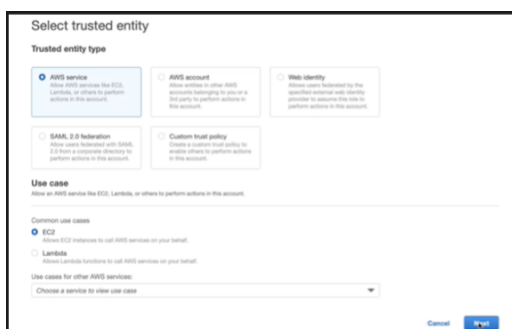 Select trusted entity
Trusted entity type
AWS service
Allow AWS services like EC2,
Lambda, or others to perform
actions in this account.
AWS account
Allow entities in other AWS
accounts belonging to you or a
3rd party to perform actions in
this account.
Web identity
Allows users federated by the
specified external web identity
provider to assume this role to
perform actions in this account.
SAML 2.0 federation
Allow users federated with SAML
2.0 from a corporate directory to
perform actions in this account.
Custom trust policy
Create a custom trust policy to
enable others to perform actions
in this account.
Use case
Allow an AWS service like EC2, Lambda, or others to perform actions in this account.
Common use cases
EC2
Allows EC2 instances to call AWS services on your behalf.
Lambda
Allows Lambda functions to call AWS services on your behalf.
Use cases for other AWS services:
Choose a service to view use case
Cancel
Next